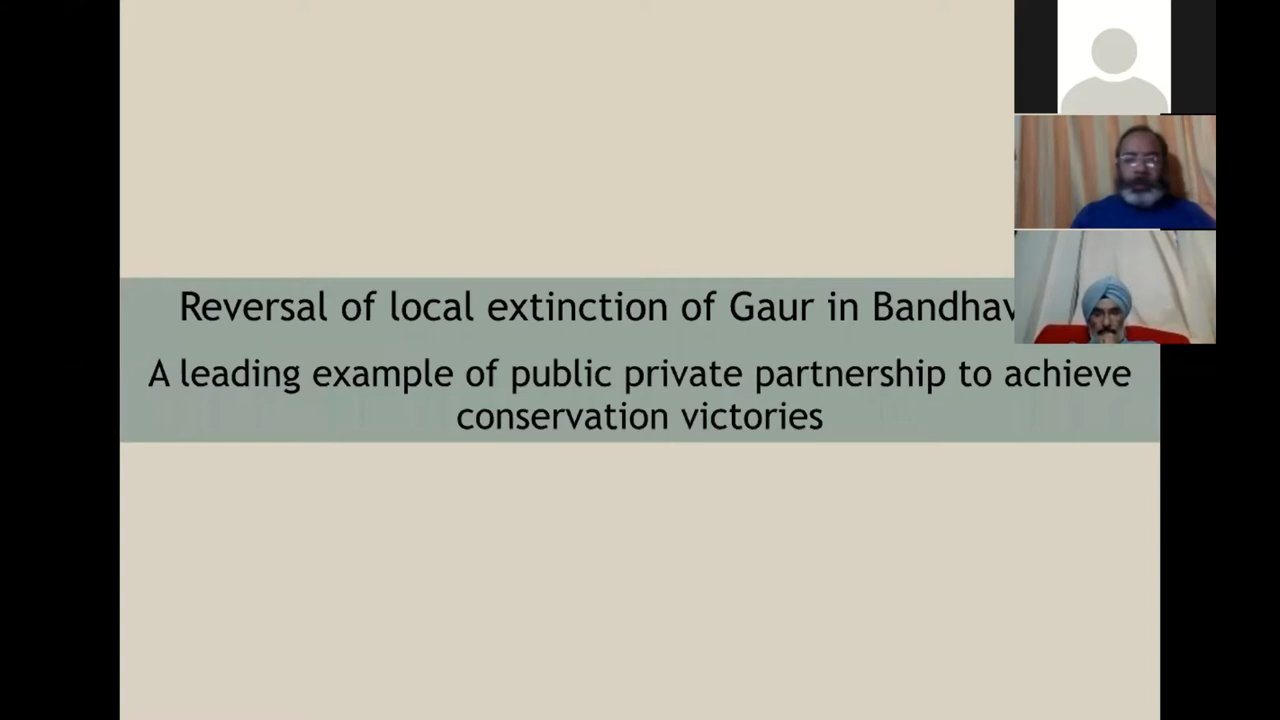 Reversal of local extinction of Gaur in Bandhav
A leading example of public private partnership to achieve
conservation victories